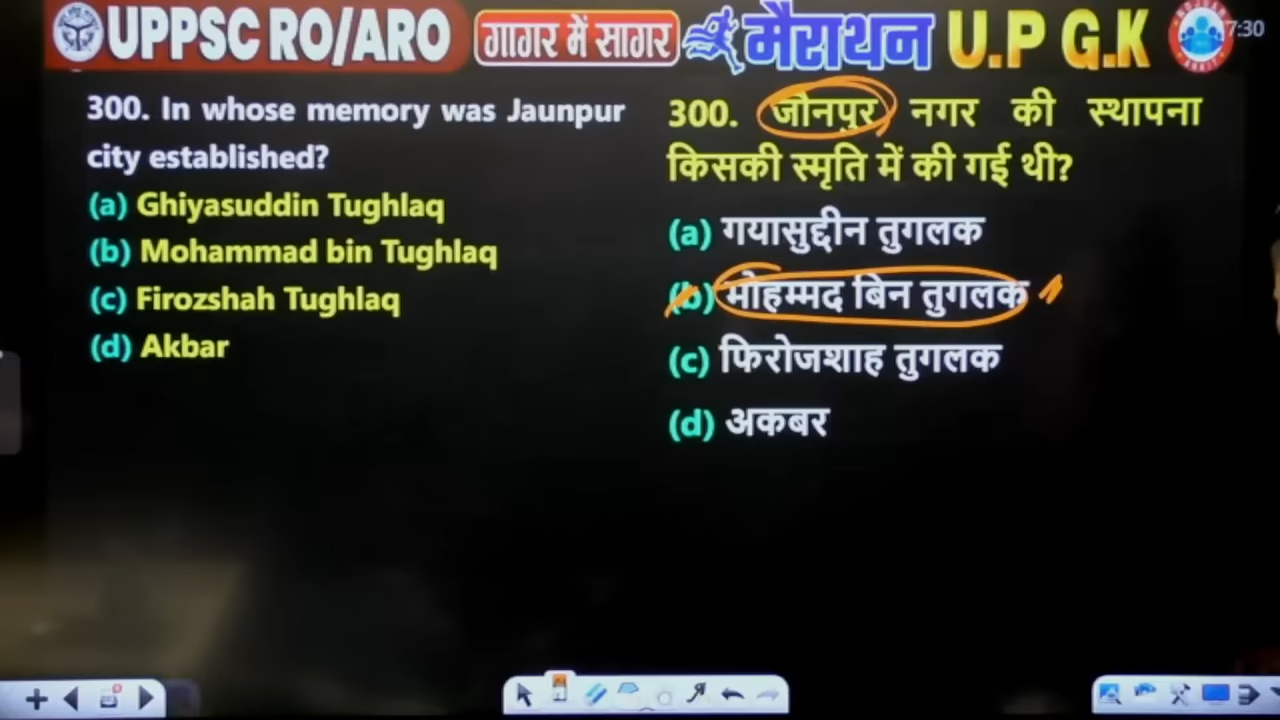 UPPSC RO/ARO गागर में सागर मैराथन U.P G.K 7:30
300. In whose memory was Jaunpur
city established?
(a) Ghiyasuddin Tughlaq
(b) Mohammad bin Tughlaq
(c) Firozshah Tughlaq
(d) Akbar
300. जौनपुर नगर की स्थापना
किसकी स्मृति में की गई थी?
(a) गयासुद्दीन तुगलक
(b) मोहम्मद बिन तुगलक
(c) फिरोजशाह तुगलक
(d) अकबर